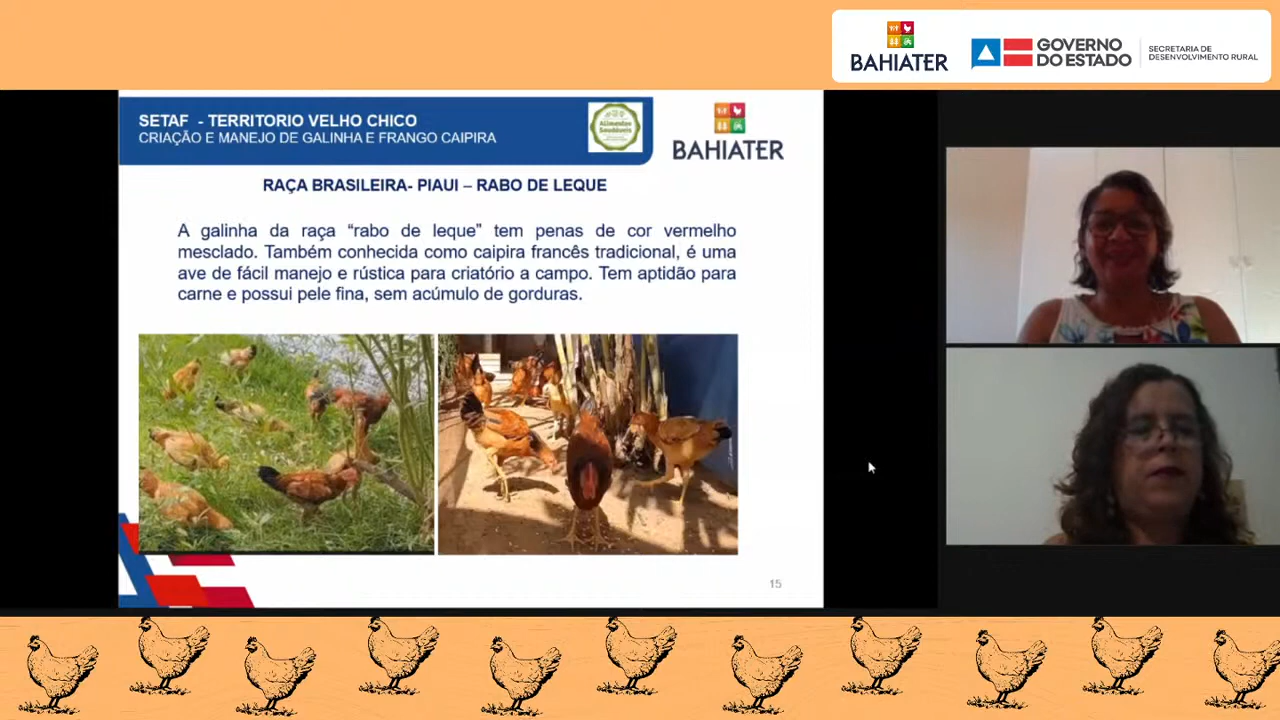 BAHIATER
GOVERNO
DO ESTADO
SECRETARIA DE
DESENVOLVIMENTO RURAL
SETAF - TERRITORIO VELHO CHICO
CRIAÇÃO E MANEJO DE GALINHA E FRANGO CAIPIRA
Alimentos
Saudáveis
BAHIATER
RAÇA BRASILEIRA- PIAUI – RABO DE LEQUE
A galinha da raça “rabo de leque” tem penas de cor vermelho
mesclado. Também conhecida como caipira francês tradicional, é uma
ave de fácil manejo e rústica para criatório a campo. Tem aptidão para
carne e possui pele fina, sem acúmulo de gorduras.
15